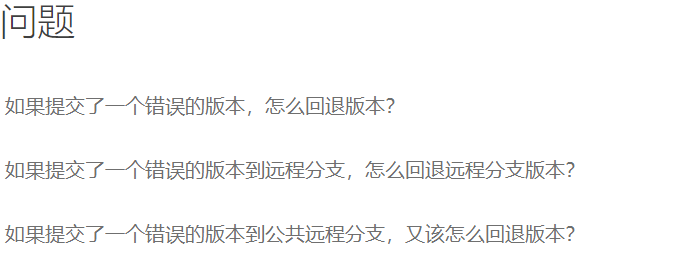 问题
如果提交了一个错误的版本，怎么回退版本？
如果提交了一个错误的版本到远程分支，怎么回退远程分支版本？
如果提交了一个错误的版本到公共远程分支，又该怎么回退版本？